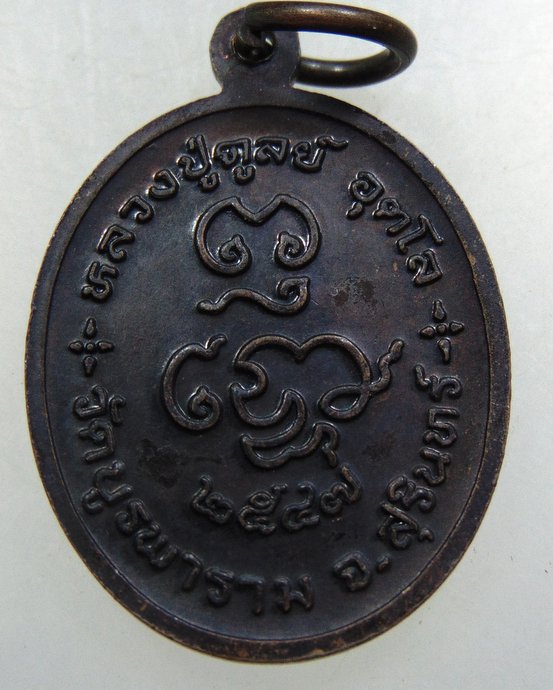 หลวงปู่ดูลย์ อตุโล
๒๕๔๗
วัดบูรพาราม จ.สุรินทร์